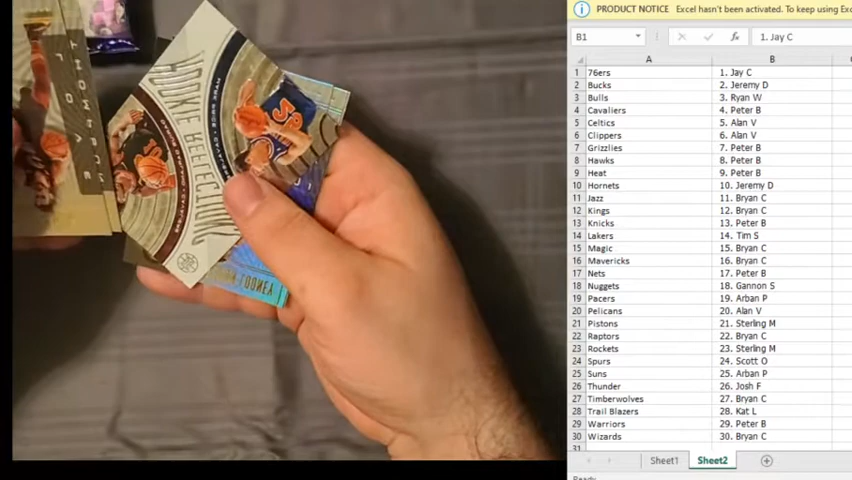 PRODUCT NOTICE Excel hasn't been activated. To keep using Exc
B1 fx 1. Jay C
A B
1 76ers 1. Jay C
2 Bucks 2. Jeremy D
3 Bulls 3. Ryan W
4 Cavaliers 4. Peter B
5 Celtics 5. Alan V
6 Clippers 6. Alan V
7 Grizzlies 7. Peter B
8 Hawks 8. Peter B
9 Heat 9. Peter B
10 Hornets 10. Jeremy D
11 Jazz 11. Bryan C
12 Kings 12. Bryan C
13 Knicks 13. Peter B
14 Lakers 14. Tim S
15 Magic 15. Bryan C
16 Mavericks 16. Bryan C
17 Nets 17. Peter B
18 Nuggets 18. Gannon S
19 Pacers 19. Arban P
20 Pelicans 20. Alan V
21 Pistons 21. Sterling M
22 Raptors 22. Bryan C
23 Rockets 23. Sterling M
24 Spurs 24. Scott O
25 Suns 25. Arban P
26 Thunder 26. Josh F
27 Timberwolves 27. Bryan C
28 Trail Blazers 28. Kat L
29 Warriors 29. Peter B
30 Wizards 30. Bryan C
31
Sheet1 Sheet2
Ready
ROOKIE REFLECTIONS
LOONEY